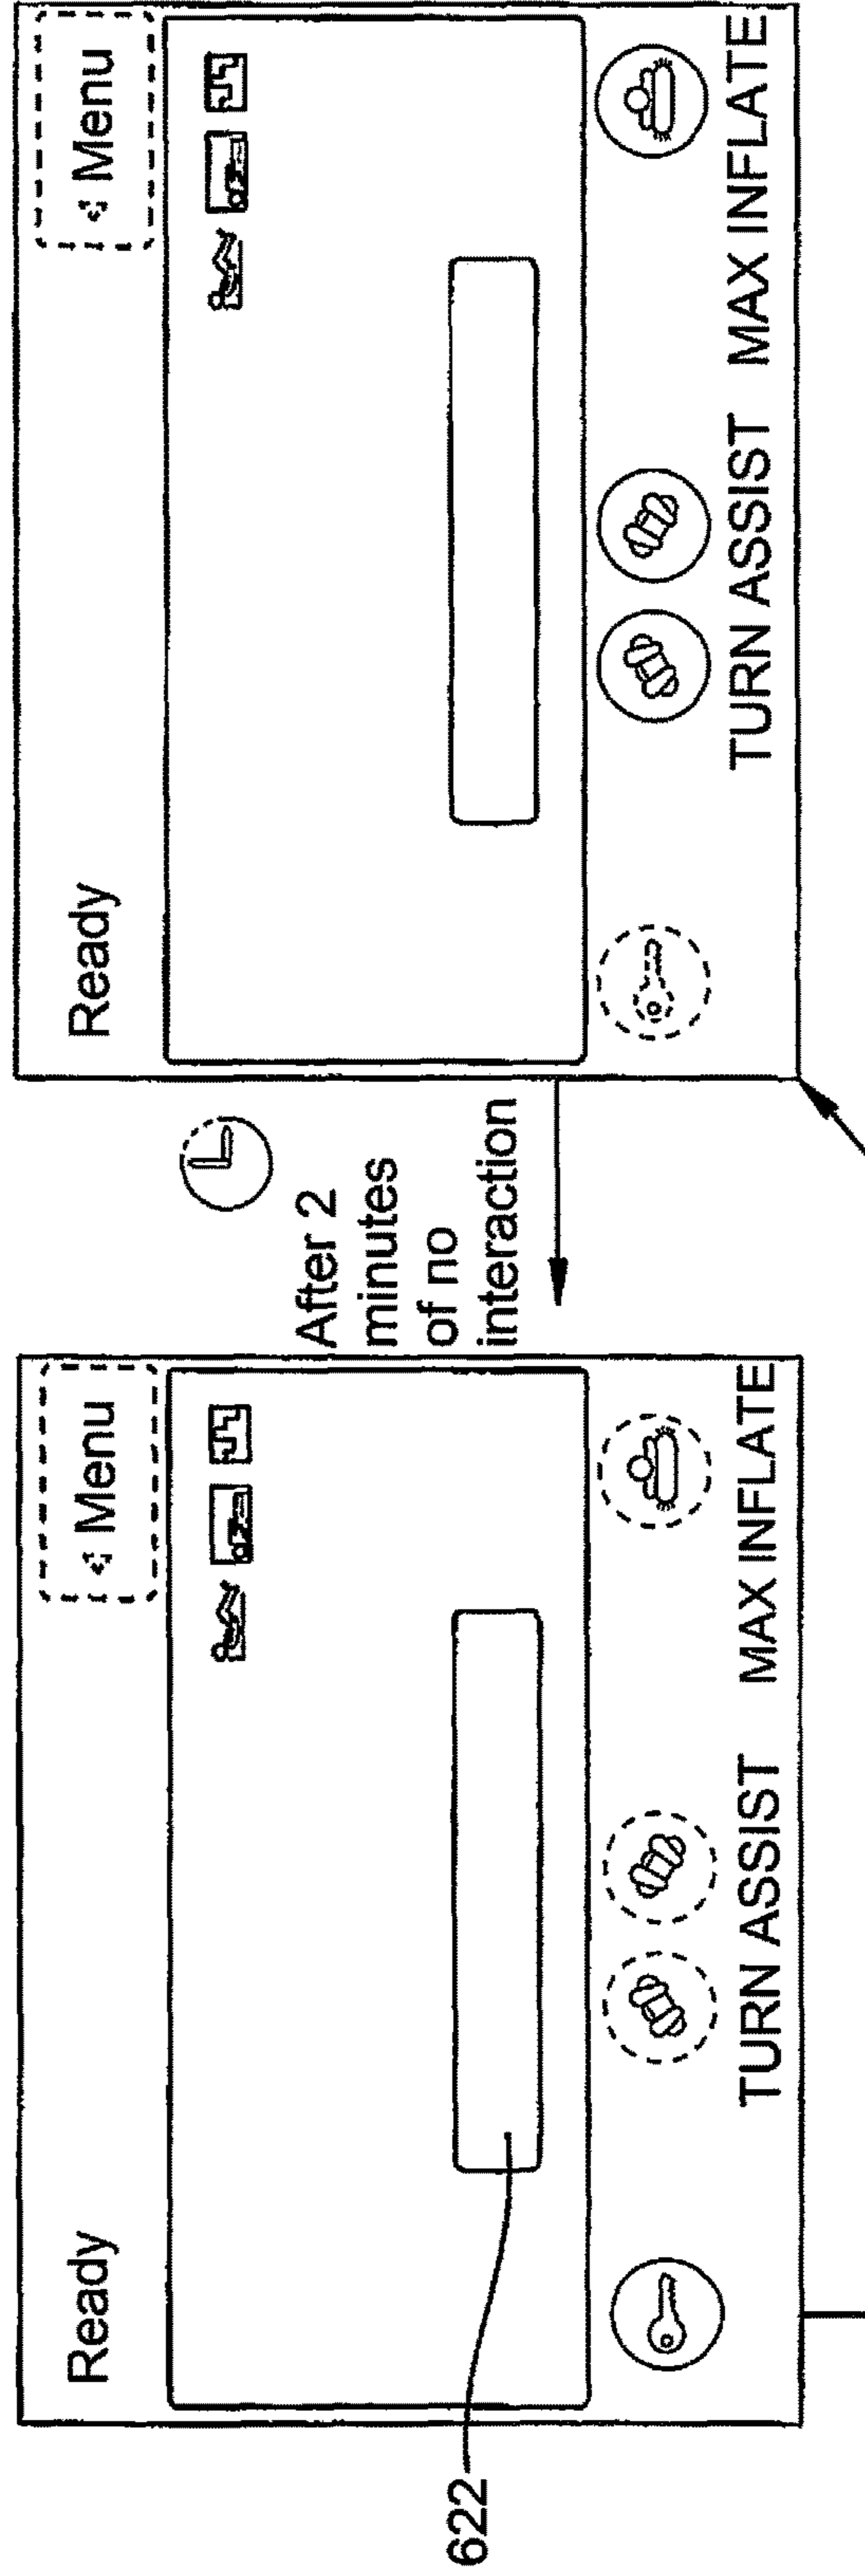 622
Ready
Menu
TURN ASSIST
MAX INFLATE
After 2
minutes
of no
interaction
Ready
Menu
TURN ASSIST
MAX INFLATE